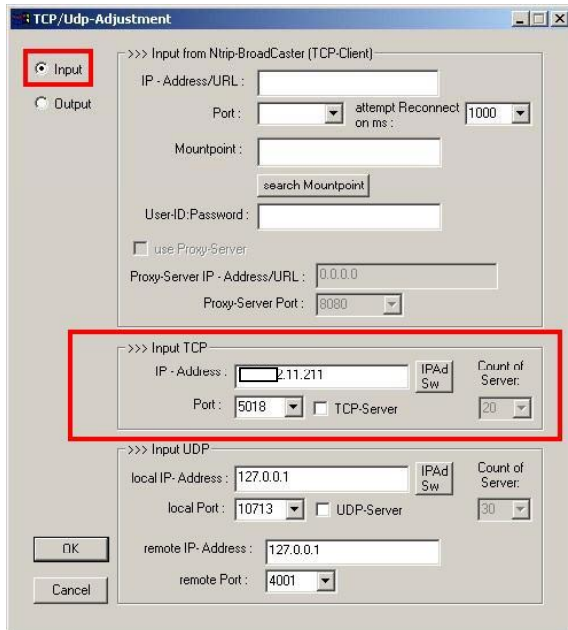 TCP/Udp-Adjustment
Input
Output
>>> Input from Ntrip-BroadCaster (TCP-Client)
IP - Address/URL :
Port :
attempt Reconnect on ms :
1000
Mountpoint :
search Mountpoint
User-ID:Password :
use Proxy-Server
Proxy-Server IP - Address/URL :
0.0.0.0
Proxy-Server Port :
8080
>>> Input TCP
IP - Address :
2.11.211
IPAd Sw
Count of Server:
Port :
5018
TCP-Server
20
>>> Input UDP
local IP- Address :
127.0.0.1
IPAd Sw
Count of Server:
local Port :
10713
UDP-Server
30
OK
remote IP- Address :
127.0.0.1
remote Port :
4001
Cancel